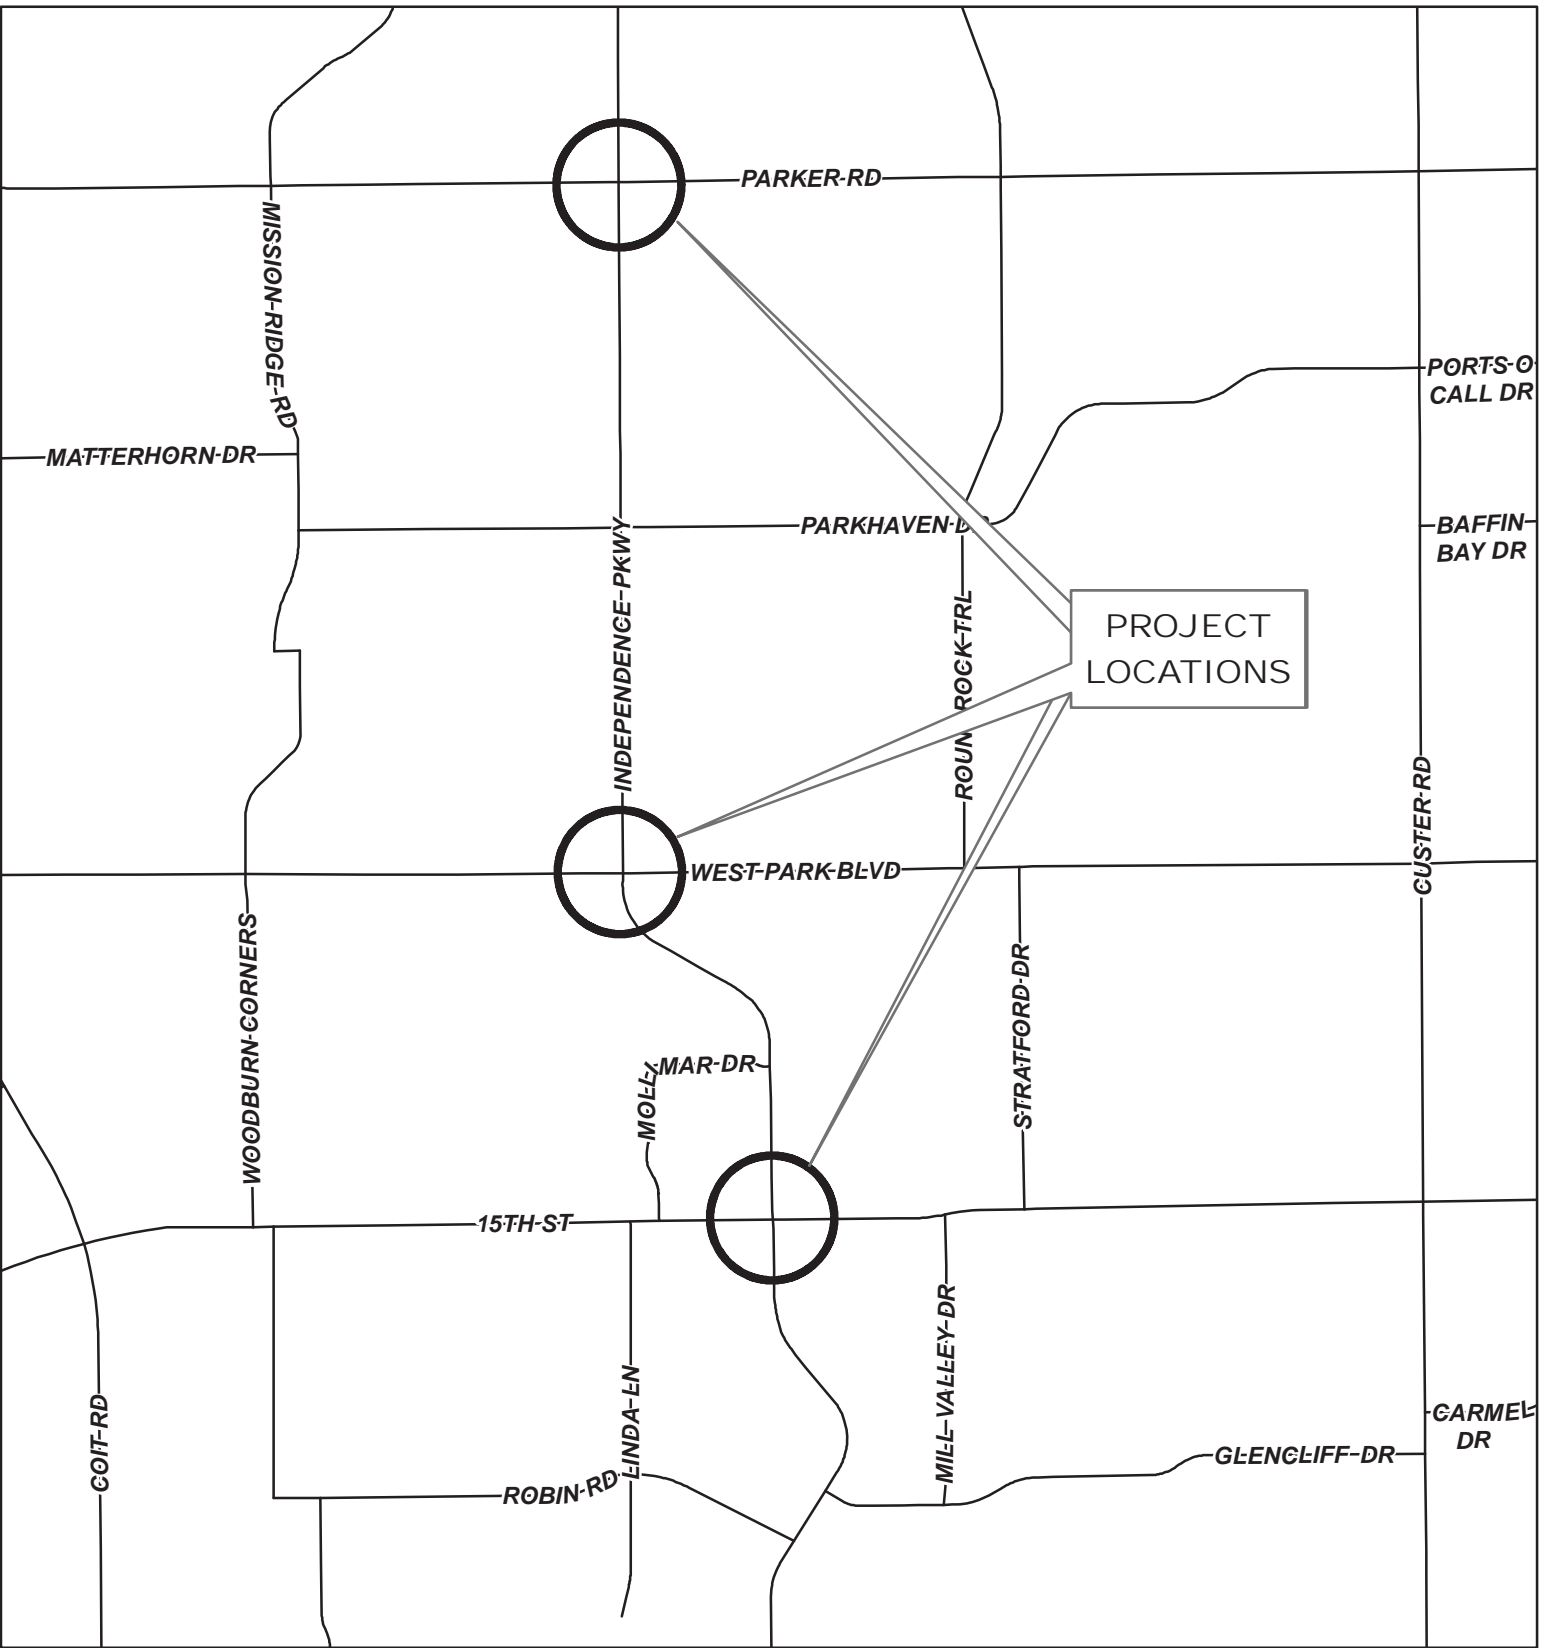 PARKER RD
MISSION RIDGE RD
PORTS O
CALL DR
MATTERHORN DR
PARKHAVEN DR
BAFFIN
BAY DR
INDEPENDENCE PKWY
ROUND ROCK TRL
PROJECT
LOCATIONS
CUSTER RD
WEST PARK BLVD
WOODBURN CORNERS
STRATFORD DR
MOLLY MAR DR
15TH ST
MILL VALLEY DR
LINDA LN
COIT RD
CARMEL
DR
GLENCLIFF DR
ROBIN RD